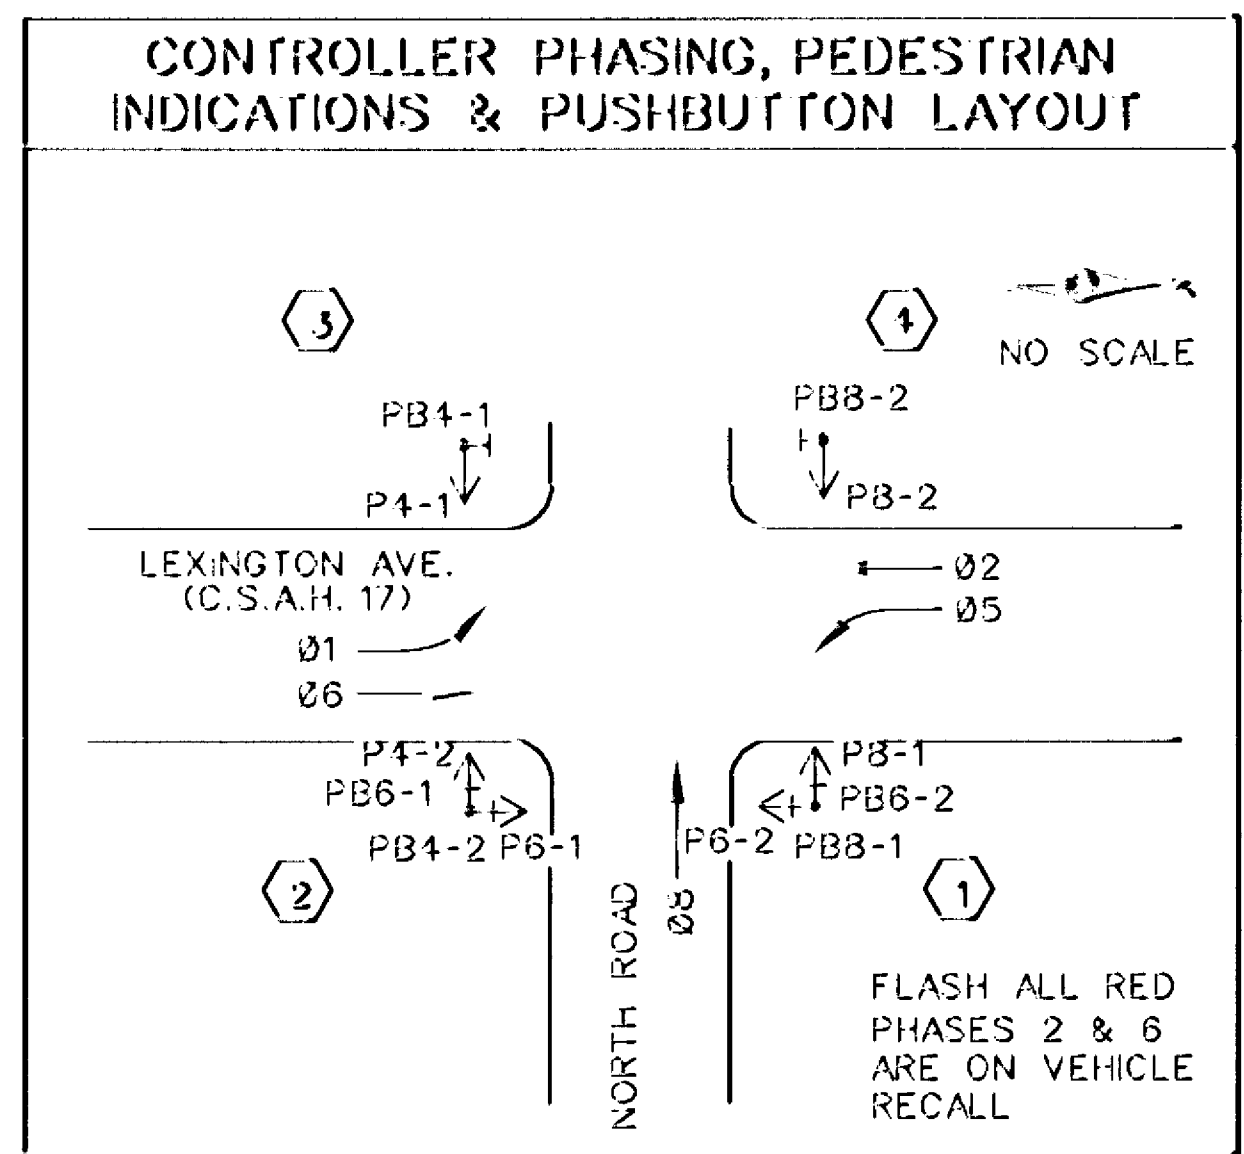 CONTROLLER PHASING, PEDESTRIAN
INDICATIONS & PUSHBUTTON LAYOUT
3
4
NO SCALE
PB4-1
PB8-2
P4-1
P8-2
LEXINGTON AVE.
(C.S.A.H. 17)
Ø2
Ø5
Ø1
Ø6
P4-2
P8-1
PB6-1
PB6-2
PB4-2
P6-1
P6-2
PB8-1
2
1
Ø8
NORTH ROAD
FLASH ALL RED
PHASES 2 & 6
ARE ON VEHICLE
RECALL